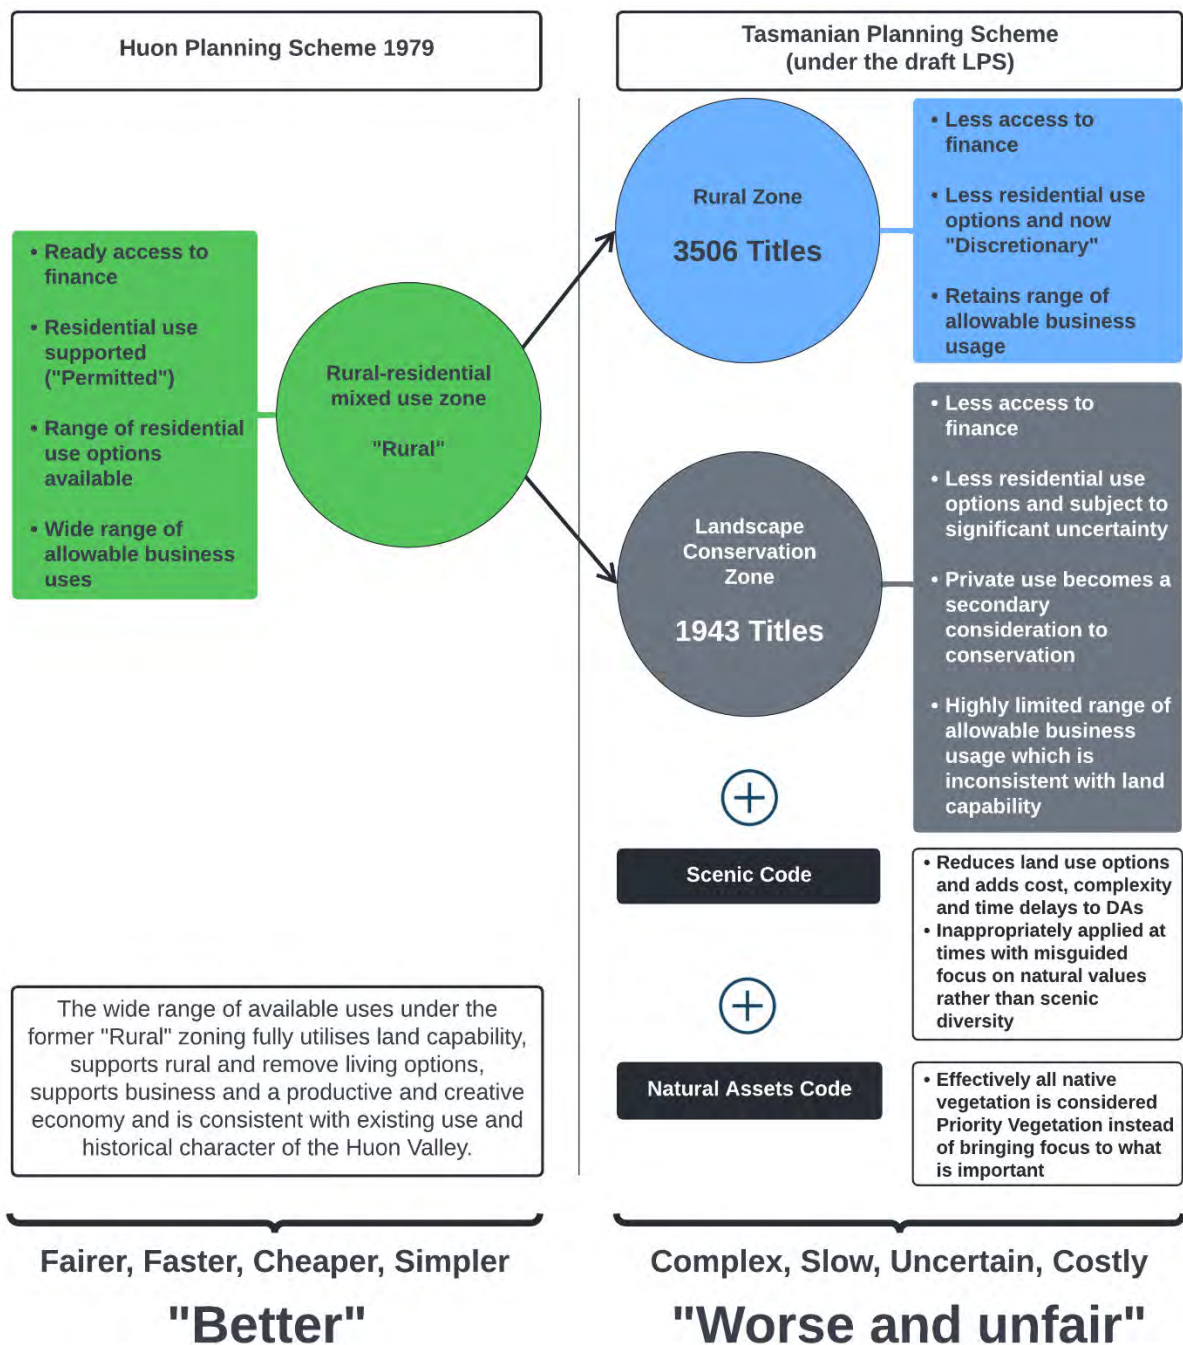 Huon Planning Scheme 1979
• Ready access to
finance
• Residential use
supported
("Permitted")
• Range of residential
use options
available
• Wide range of
allowable business
uses
Rural-residential
mixed use zone
"Rural"
The wide range of available uses under the
former "Rural" zoning fully utilises land capability,
supports rural and remove living options,
supports business and a productive and creative
economy and is consistent with existing use and
historical character of the Huon Valley.
Fairer, Faster, Cheaper, Simpler
"Better"
Tasmanian Planning Scheme
(under the draft LPS)
Rural Zone
3506 Titles
• Less access to
finance
• Less residential use
options and now
"Discretionary"
• Retains range of
allowable business
usage
Landscape
Conservation
Zone
1943 Titles
• Less access to
finance
• Less residential use
options and subject to
significant uncertainty
• Private use becomes a
secondary
consideration to
conservation
• Highly limited range of
allowable business
usage which is
inconsistent with land
capability
Scenic Code
• Reduces land use options
and adds cost, complexity
and time delays to DAs
• Inappropriately applied at
times with misguided
focus on natural values
rather than scenic
diversity
Natural Assets Code
• Effectively all native
vegetation is considered
Priority Vegetation instead
of bringing focus to what
is important
Complex, Slow, Uncertain, Costly
"Worse and unfair"